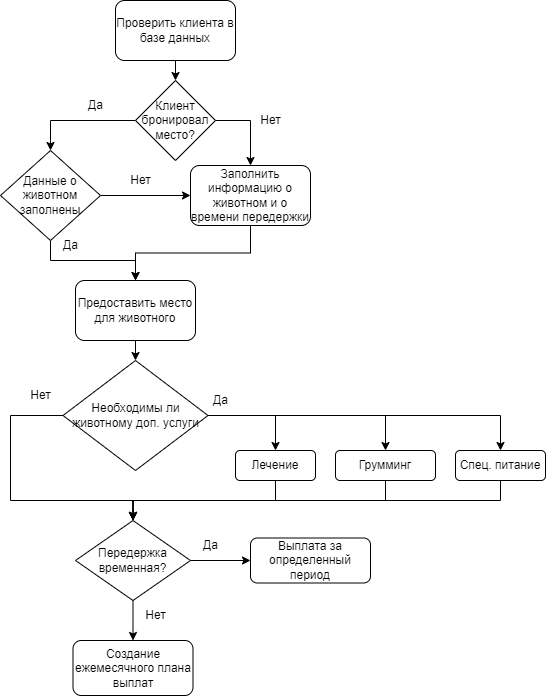 Проверить клиента в
базе данных
Клиент
бронировал
место?
Да
Нет
Данные о
животном
заполнены
Нет
Заполнить
информацию о
животном и о
времени передержки
Да
Предоставить место
для животного
Необходимы ли
животному доп. услуги
Нет
Да
Лечение
Грумминг
Спец. питание
Передержка
временная?
Да
Выплата за
определенный
период
Нет
Создание
ежемесячного плана
выплат